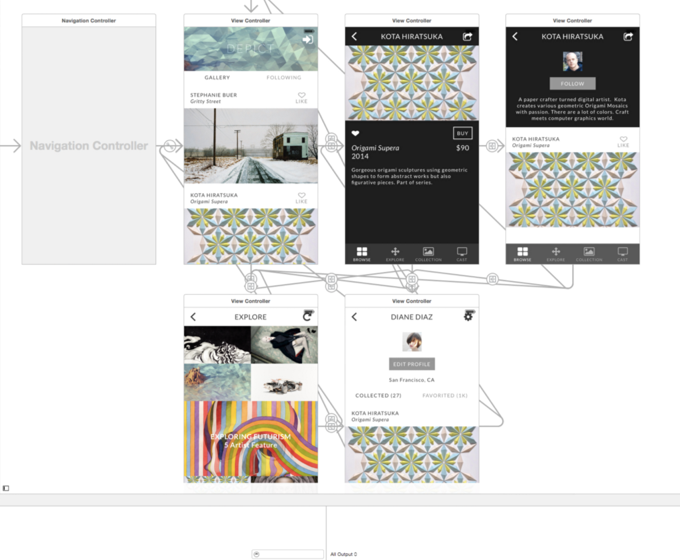 Navigation Controller
View Controller
View Controller
View Controller
Navigation Controller
GALLERY
FOLLOWING
STEPHANIE BUER
Gritty Street
LIKE
KOTA HIRATSUKA
Origami Supera
LIKE
KOTA HIRATSUKA
BUY
Origami Supera
$90
2014
Gorgeous origami sculptures using geometric
shapes to form abstract works but also
figurative pieces. Part of series.
BROWSE
EXPLORE
COLLECTION
CAST
KOTA HIRATSUKA
FOLLOW
A paper crafter turned digital artist. Kota
creates various geometric Origami Mosaics
with passion. There are a lot of colors. Craft
meets computer graphics world.
KOTA HIRATSUKA
Origami Supera
LIKE
BROWSE
EXPLORE
COLLECTION
CAST
View Controller
View Controller
EXPLORE
EXPLORING FUTURISM
5 Artist Feature
DIANE DIAZ
EDIT PROFILE
San Francisco, CA
COLLECTED (27)
FAVORITED (1K)
KOTA HIRATSUKA
Origami Supera
All Output